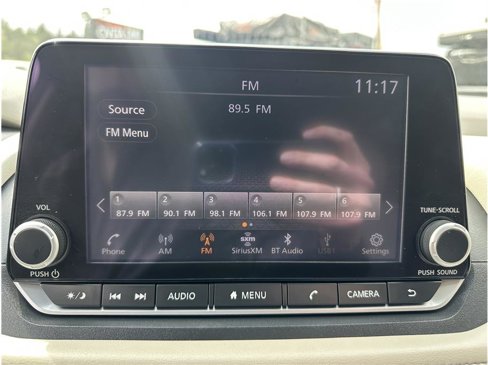 FM
11:17
Source
89.5 FM
FM Menu
1 2 3 4 5 6
87.9 FM 90.1 FM 98.1 FM 106.1 FM 107.9 FM 107.9 FM
VOL
TUNE·SCROLL
sxm
Phone AM FM SiriusXM BT Audio USB1 Settings
PUSH
PUSH SOUND
AUDIO MENU CAMERA